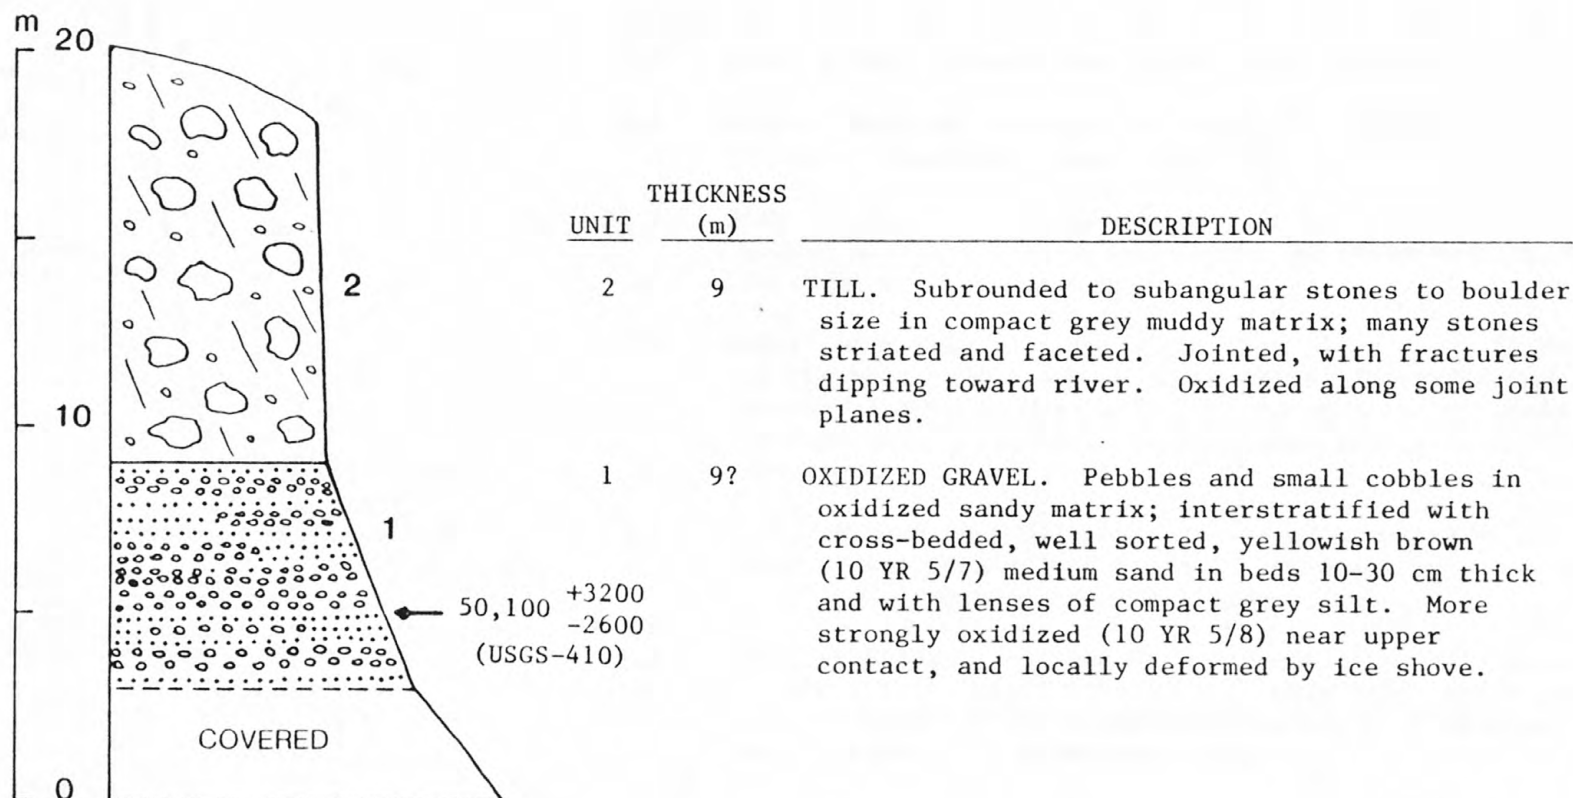 m
20
10
0
2
1
COVERED
50,100 +3200
-2600
(USGS-410)
THICKNESS
UNIT (m) DESCRIPTION
2 9 TILL. Subrounded to subangular stones to boulder
size in compact grey muddy matrix; many stones
striated and faceted. Jointed, with fractures
dipping toward river. Oxidized along some joint
planes.
1 9? OXIDIZED GRAVEL. Pebbles and small cobbles in
oxidized sandy matrix; interstratified with
cross-bedded, well sorted, yellowish brown
(10 YR 5/7) medium sand in beds 10-30 cm thick
and with lenses of compact grey silt. More
strongly oxidized (10 YR 5/8) near upper
contact, and locally deformed by ice shove.